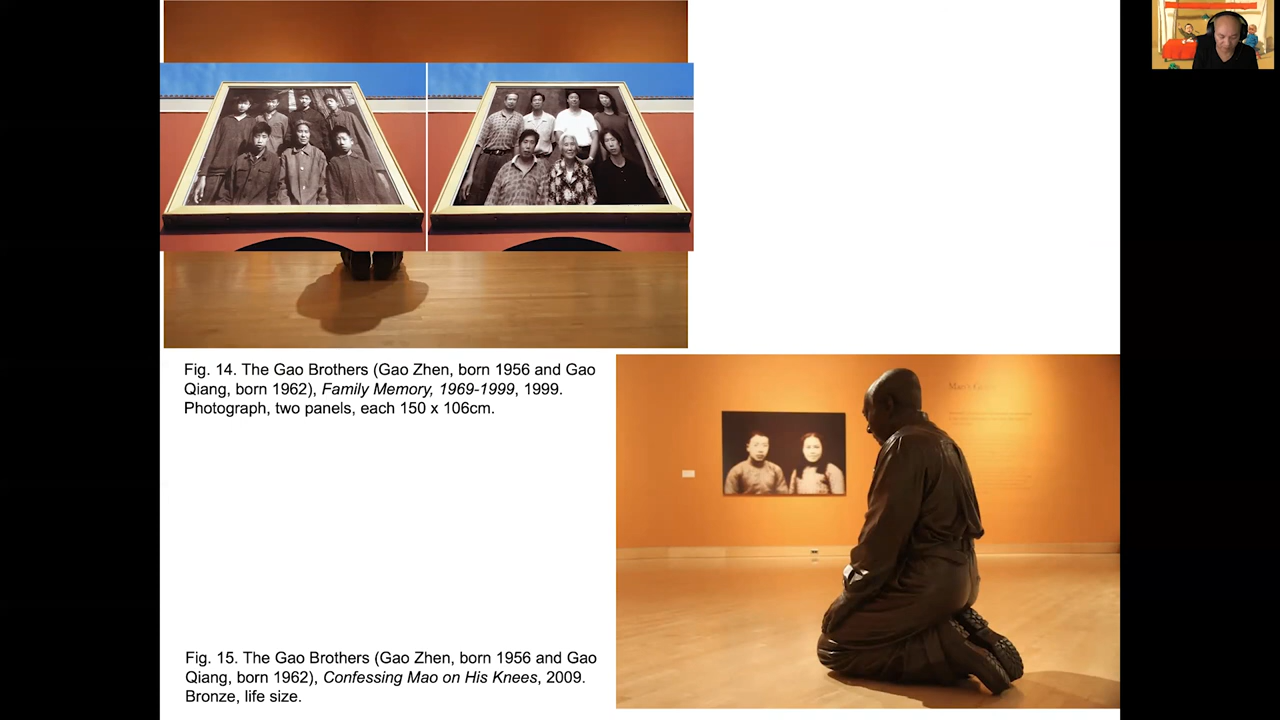 Fig. 14. The Gao Brothers (Gao Zhen, born 1956 and Gao
Qiang, born 1962), Family Memory, 1969-1999, 1999.
Photograph, two panels, each 150 x 106cm.
Fig. 15. The Gao Brothers (Gao Zhen, born 1956 and Gao
Qiang, born 1962), Confessing Mao on His Knees, 2009.
Bronze, life size.